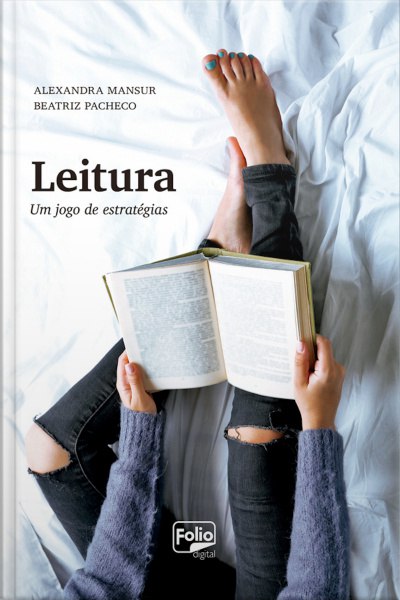 ALEXANDRA MANSUR
BEATRIZ PACHECO
Leitura
Um jogo de estratégias
Folio
digital